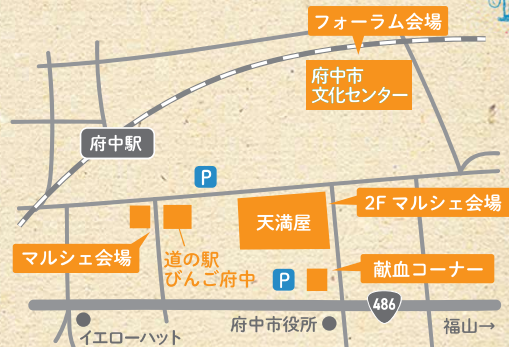 フォーラム会場
府中市
文化センター
府中駅
P
天満屋
2F マルシェ会場
マルシェ会場
道の駅
びんご府中
P
献血コーナー
486
イエローハット
府中市役所
福山→